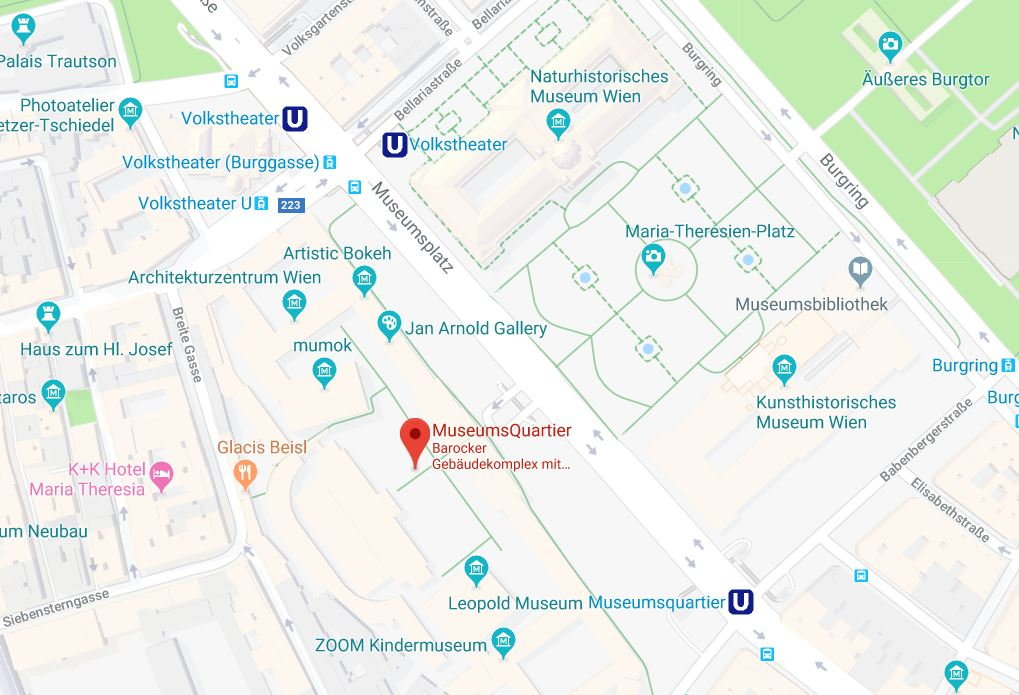 Volksgartenstraße
Bellariastraße
Burgring
Palais Trautson
Äußeres Burgtor
Naturhistorisches
Museum Wien
Photoatelier
etzer-Tschiedel
Volkstheater
Bellariastraße
Volkstheater
Volkstheater (Burggasse)
Burgring
Volkstheater U
223
Museumsplatz
Maria-Theresien-Platz
Artistic Bokeh
Architekturzentrum Wien
Museumsbibliothek
Jan Arnold Gallery
Breite Gasse
Haus zum Hl. Josef
mumok
Burgring
Burg
Kunsthistorisches
Museum Wien
MuseumsQuartier
Barocker
Gebäudekomplex mit...
Glacis Beisl
Babenbergerstraße
K+K Hotel
Maria Theresia
Elisabethstraße
um Neubau
Siebensterngasse
Leopold Museum
Museumsquartier
ZOOM Kindermuseum